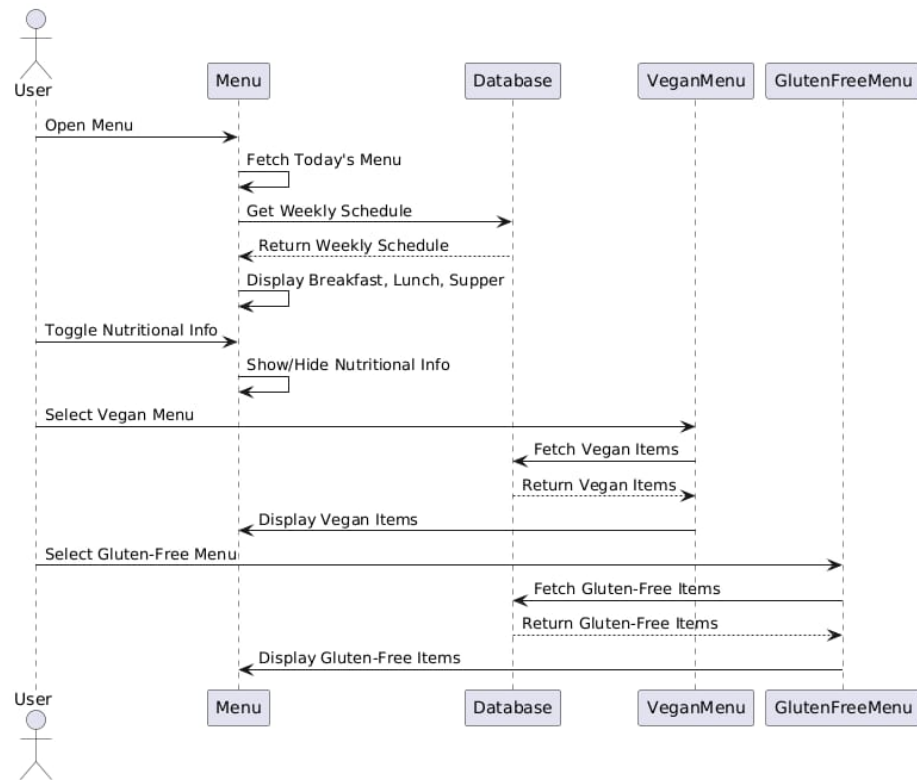 User
Menu
Database
VeganMenu
GlutenFreeMenu
Open Menu
Fetch Today's Menu
Get Weekly Schedule
Return Weekly Schedule
Display Breakfast, Lunch, Supper
Toggle Nutritional Info
Show/Hide Nutritional Info
Select Vegan Menu
Fetch Vegan Items
Return Vegan Items
Display Vegan Items
Select Gluten-Free Menu
Fetch Gluten-Free Items
Return Gluten-Free Items
Display Gluten-Free Items
User
Menu
Database
VeganMenu
GlutenFreeMenu